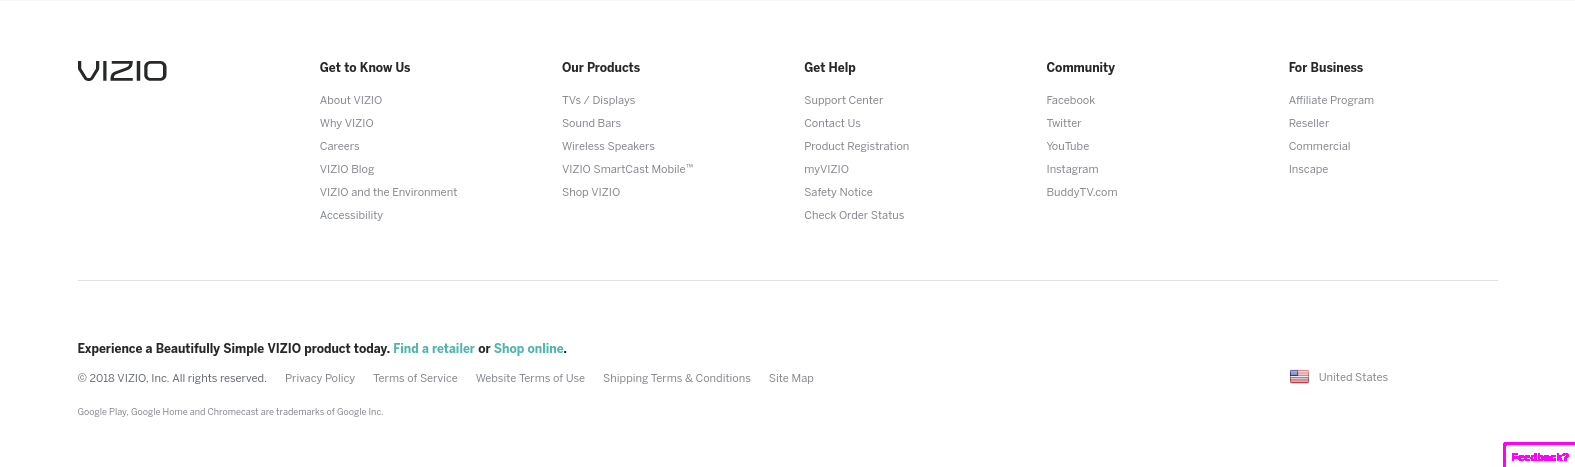 VIZIO
Get to Know Us
About VIZIO
Why VIZIO
Careers
VIZIO Blog
VIZIO and the Environment
Accessibility
Our Products
TVs / Displays
Sound Bars
Wireless Speakers
VIZIO SmartCast Mobile™
Shop VIZIO
Get Help
Support Center
Contact Us
Product Registration
myVIZIO
Safety Notice
Check Order Status
Community
Facebook
Twitter
YouTube
Instagram
BuddyTV.com
For Business
Affiliate Program
Reseller
Commercial
Inscape
Experience a Beautifully Simple VIZIO product today. Find a retailer or Shop online.
© 2018 VIZIO, Inc. All rights reserved. Privacy Policy Terms of Service Website Terms of Use Shipping Terms & Conditions Site Map
United States
Google Play, Google Home and Chromecast are trademarks of Google Inc.
Feedback?